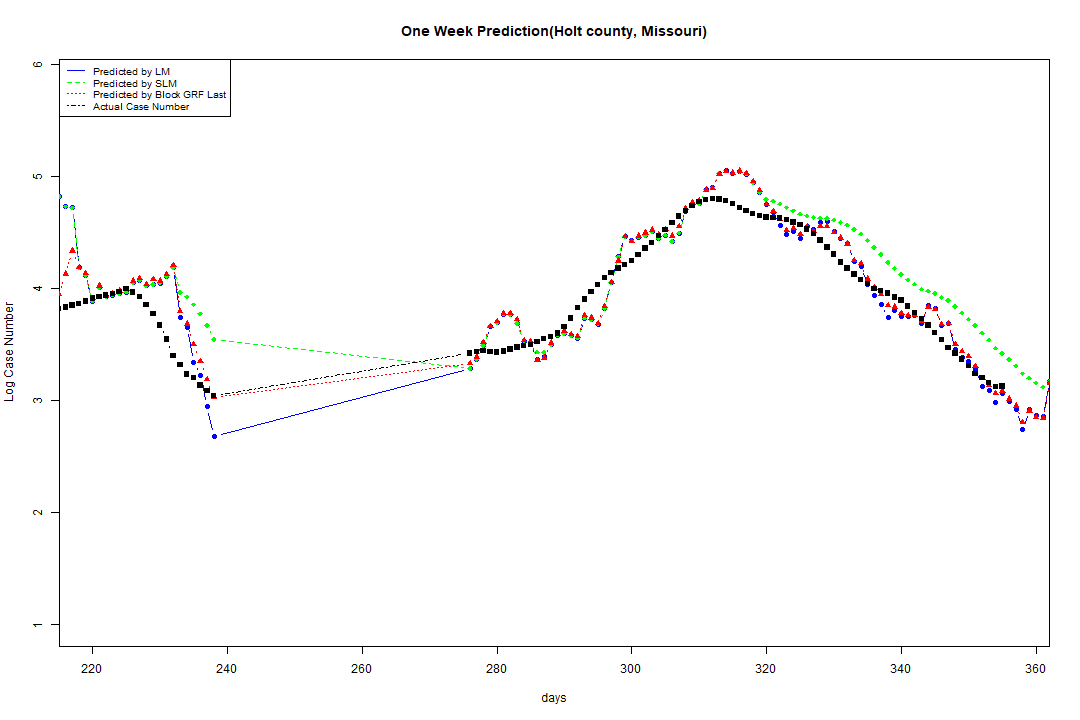 One Week Prediction(Holt county, Missouri)
Predicted by LM
Predicted by SLM
Predicted by Block GRF Last
Actual Case Number
6
5
4
3
2
1
Log Case Number
220 240 260 280 300 320 340 360
days